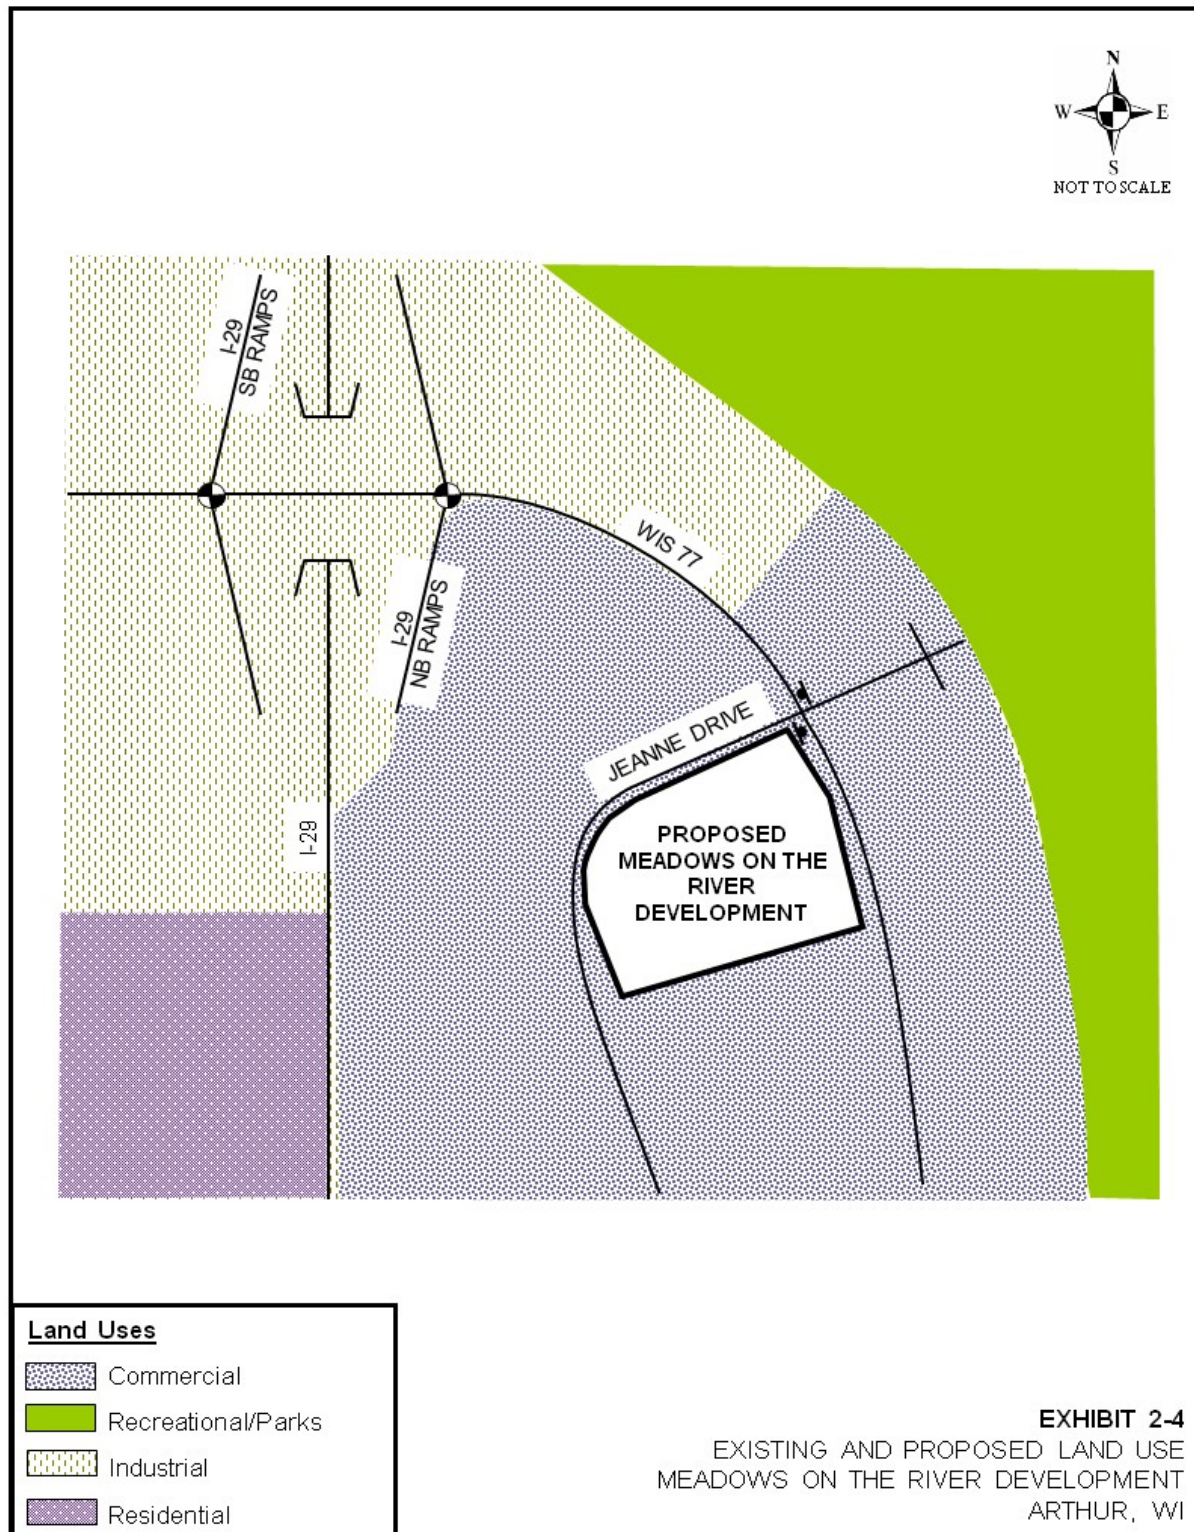 N
W E
S
NOT TO SCALE
I-29
SB RAMPS
WIS 77
I-29
NB RAMPS
JEANNE DRIVE
I-29
PROPOSED
MEADOWS ON THE
RIVER
DEVELOPMENT
Land Uses
Commercial
Recreational/Parks
Industrial
Residential
EXHIBIT 2-4
EXISTING AND PROPOSED LAND USE
MEADOWS ON THE RIVER DEVELOPMENT
ARTHUR, WI